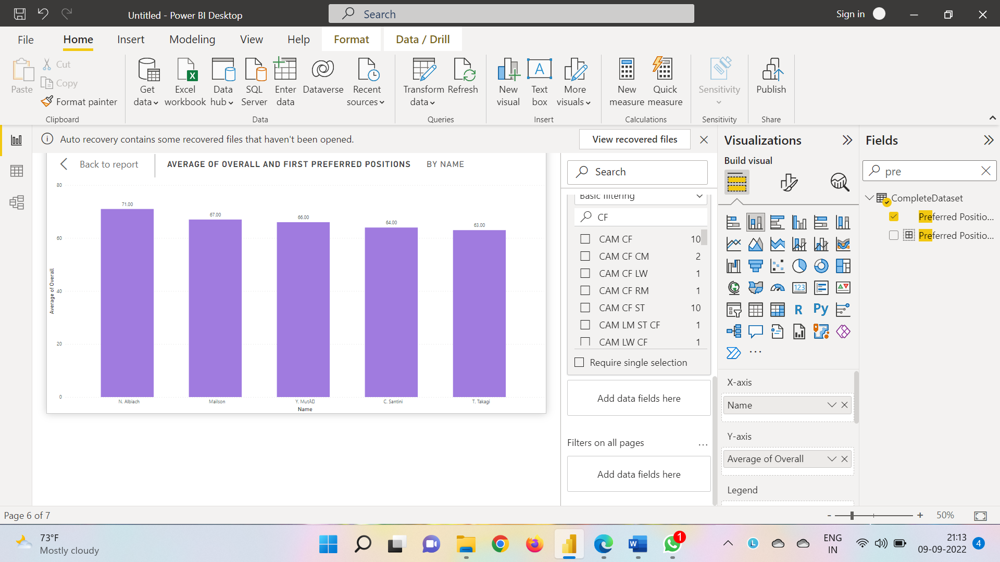 Untitled - Power BI Desktop
Search
Sign in
File
Home
Insert
Modeling
View
Help
Format
Data / Drill
Paste
Cut
Copy
Format painter
Clipboard
Get data
Excel workbook
Data hub
SQL Server
Enter data
Dataverse
Recent sources
Data
Transform data
Refresh
Queries
New visual
Text box
More visuals
Insert
New measure
Quick measure
Calculations
Sensitivity
Sensitivity
Publish
Share
Auto recovery contains some recovered files that haven't been opened.
View recovered files
Back to report
AVERAGE OF OVERALL AND FIRST PREFERRED POSITIONS
BY NAME
80
60
40
20
0
Average of Overall
71.00
67.00
66.00
64.00
63.00
N. Albiach
Mailson
Y. MutÃ
C. Santini
T. Takagi
Name
Search
Basic filtering
CF
CAM CF 10
CAM CF CM 2
CAM CF LW 1
CAM CF RM 1
CAM CF ST 10
CAM LM ST CF 1
CAM LW CF 1
Require single selection
Add data fields here
Filters on all pages ...
Add data fields here
Visualizations
Build visual
123
R
Py
...
X-axis
Name
Y-axis
Average of Overall
Legend
Fields
pre
CompleteDataset
Preferred Positio...
Preferred Positio...
Page 6 of 7
- + 50%
73°F
Mostly cloudy
W
1
L
ENG
IN
21:13
09-09-2022
4